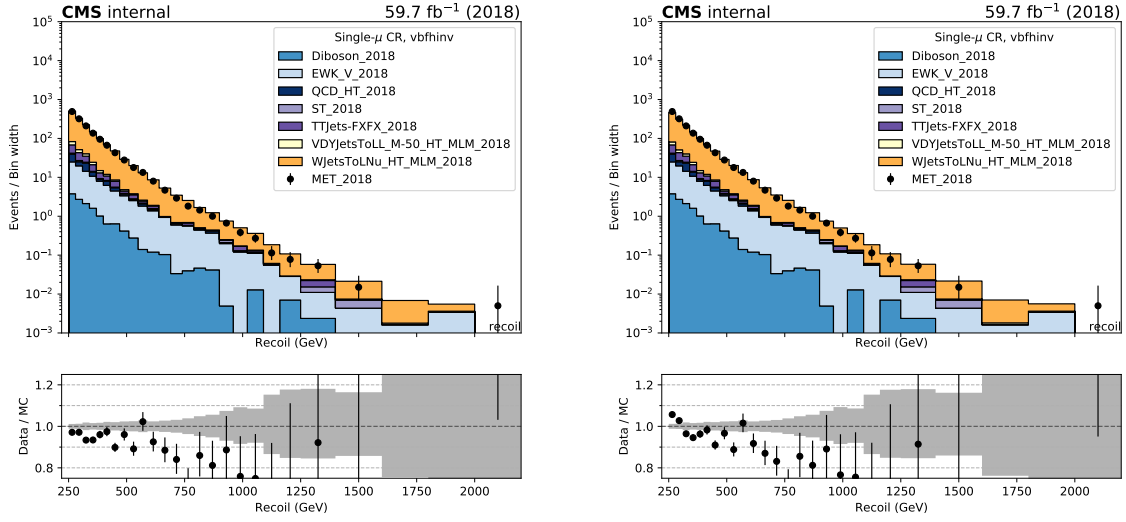 CMS internal 59.7 fb⁻¹ (2018)
Events / Bin width
10⁵
10⁴
10³
10²
10¹
10⁰
10⁻¹
10⁻²
10⁻³
Single-μ CR, vbfhinv
Diboson_2018
EWK_V_2018
QCD_HT_2018
ST_2018
TTJets-FXFX_2018
VDYJetsToLL_M-50_HT_MLM_2018
WJetsToLNu_HT_MLM_2018
MET_2018
recoil
Recoil (GeV)
Data / MC
1.2
1.0
0.8
250 500 750 1000 1250 1500 1750 2000
Recoil (GeV)
CMS internal 59.7 fb⁻¹ (2018)
Events / Bin width
10⁵
10⁴
10³
10²
10¹
10⁰
10⁻¹
10⁻²
10⁻³
Single-μ CR, vbfhinv
Diboson_2018
EWK_V_2018
QCD_HT_2018
ST_2018
TTJets-FXFX_2018
VDYJetsToLL_M-50_HT_MLM_2018
WJetsToLNu_HT_MLM_2018
MET_2018
recoil
Recoil (GeV)
Data / MC
1.2
1.0
0.8
250 500 750 1000 1250 1500 1750 2000
Recoil (GeV)